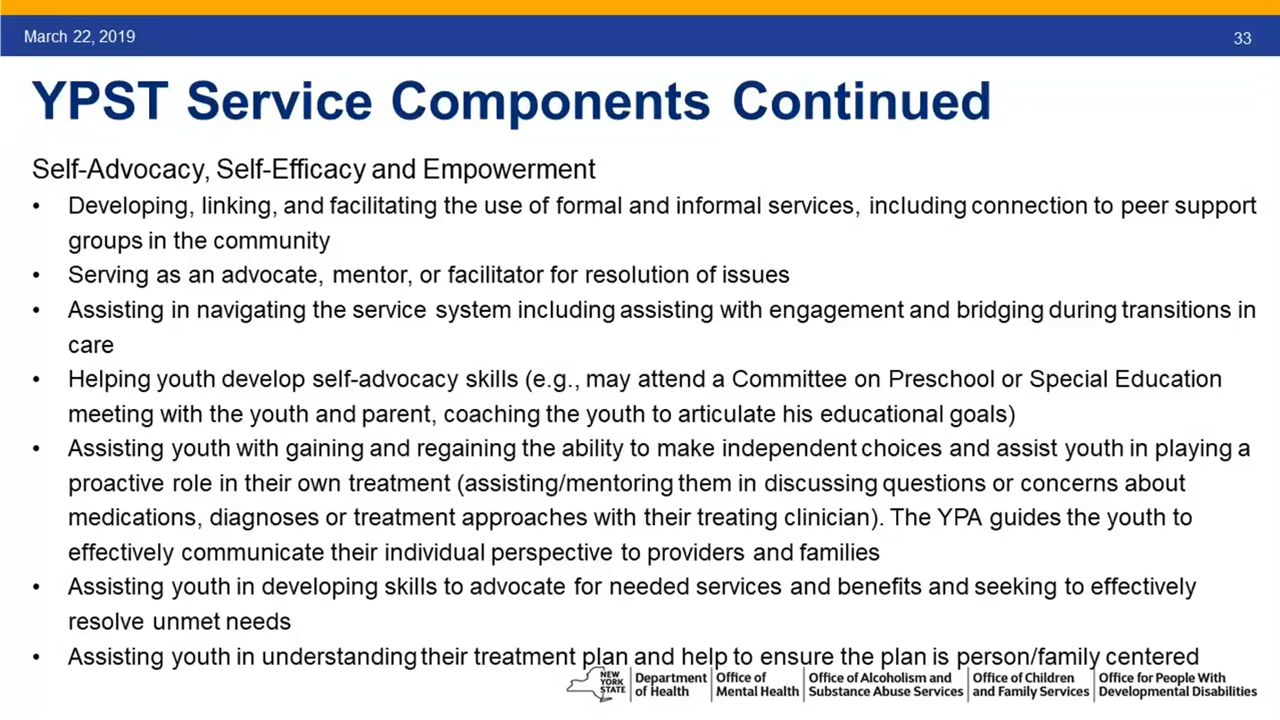 March 22, 2019
33
YPST Service Components Continued
Self-Advocacy, Self-Efficacy and Empowerment
• Developing, linking, and facilitating the use of formal and informal services, including connection to peer support
groups in the community
• Serving as an advocate, mentor, or facilitator for resolution of issues
• Assisting in navigating the service system including assisting with engagement and bridging during transitions in
care
• Helping youth develop self-advocacy skills (e.g., may attend a Committee on Preschool or Special Education
meeting with the youth and parent, coaching the youth to articulate his educational goals)
• Assisting youth with gaining and regaining the ability to make independent choices and assist youth in playing a
proactive role in their own treatment (assisting/mentoring them in discussing questions or concerns about
medications, diagnoses or treatment approaches with their treating clinician). The YPA guides the youth to
effectively communicate their individual perspective to providers and families
• Assisting youth in developing skills to advocate for needed services and benefits and seeking to effectively
resolve unmet needs
• Assisting youth in understanding their treatment plan and help to ensure the plan is person/family centered
NEW
YORK
STATE
Department
of Health
Office of
Mental Health
Office of Alcoholism and
Substance Abuse Services
Office of Children
and Family Services
Office for People With
Developmental Disabilities